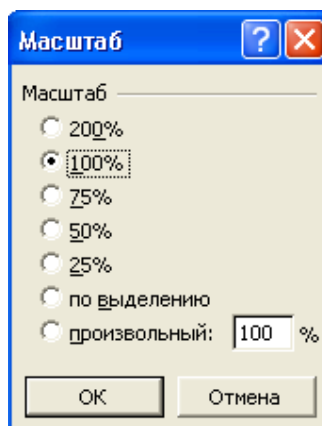 Масштаб ?
Масштаб
200%
100%
75%
50%
25%
по выделению
произвольный: 100 %
ОК Отмена